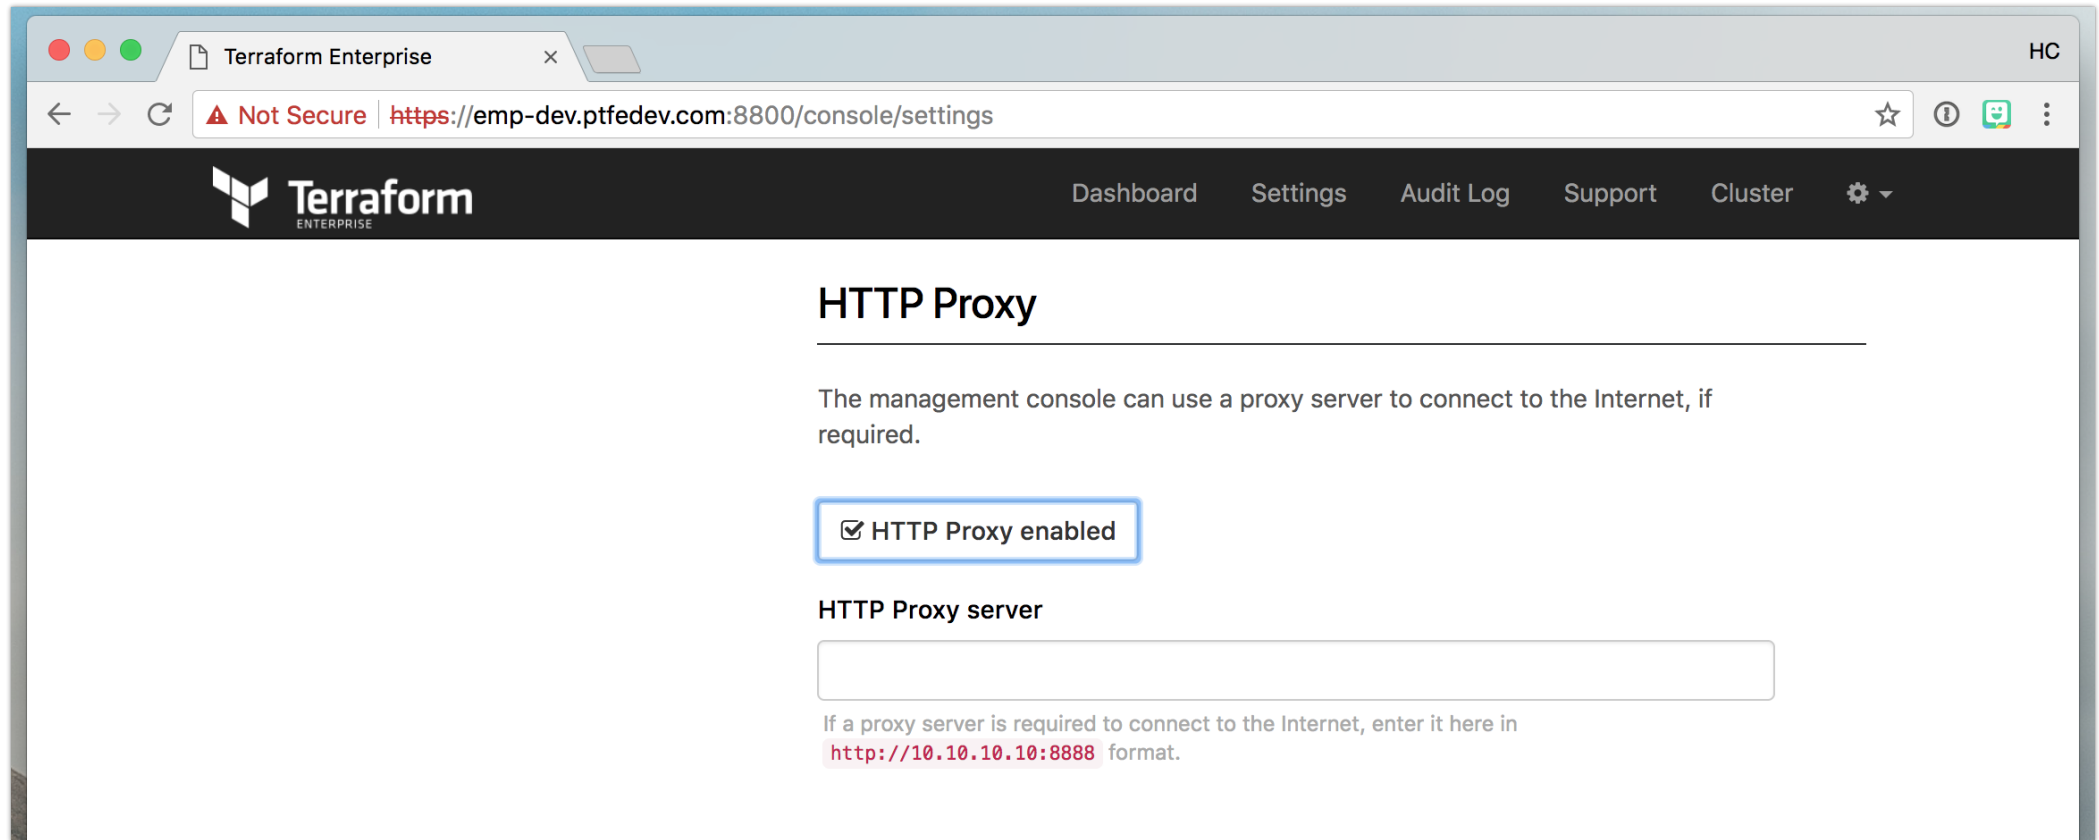 Terraform Enterprise
HC
Not Secure https://emp-dev.ptfedev.com:8800/console/settings
Terraform
ENTERPRISE
Dashboard Settings Audit Log Support Cluster
HTTP Proxy
The management console can use a proxy server to connect to the Internet, if
required.
HTTP Proxy enabled
HTTP Proxy server
If a proxy server is required to connect to the Internet, enter it here in
http://10.10.10.10:8888 format.